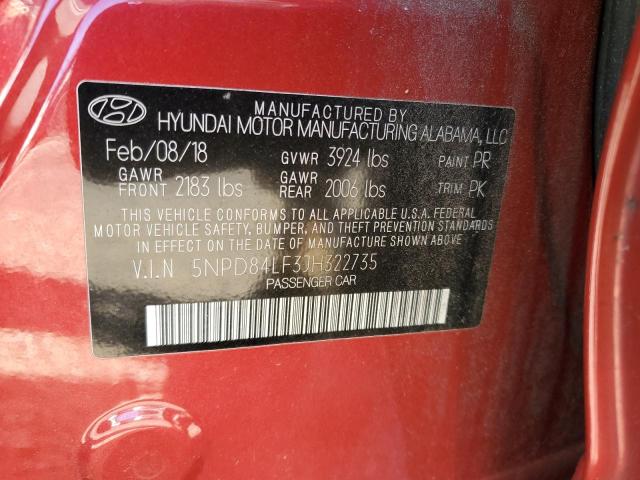 MANUFACTURED BY
HYUNDAI MOTOR MANUFACTURING ALABAMA, LLC
Feb/08/18 GVWR 3924 lbs PAINT PR
GAWR FRONT 2183 lbs GAWR REAR 2006 lbs TRIM PK
THIS VEHICLE CONFORMS TO ALL APPLICABLE U.S.A. FEDERAL
MOTOR VEHICLE SAFETY, BUMPER, AND THEFT PREVENTION STANDARDS
IN EFFECT ON THE DATE OF MANUFACTURE SHOWN ABOVE.
V.I.N 5NPD84LF3JH322735
PASSENGER CAR